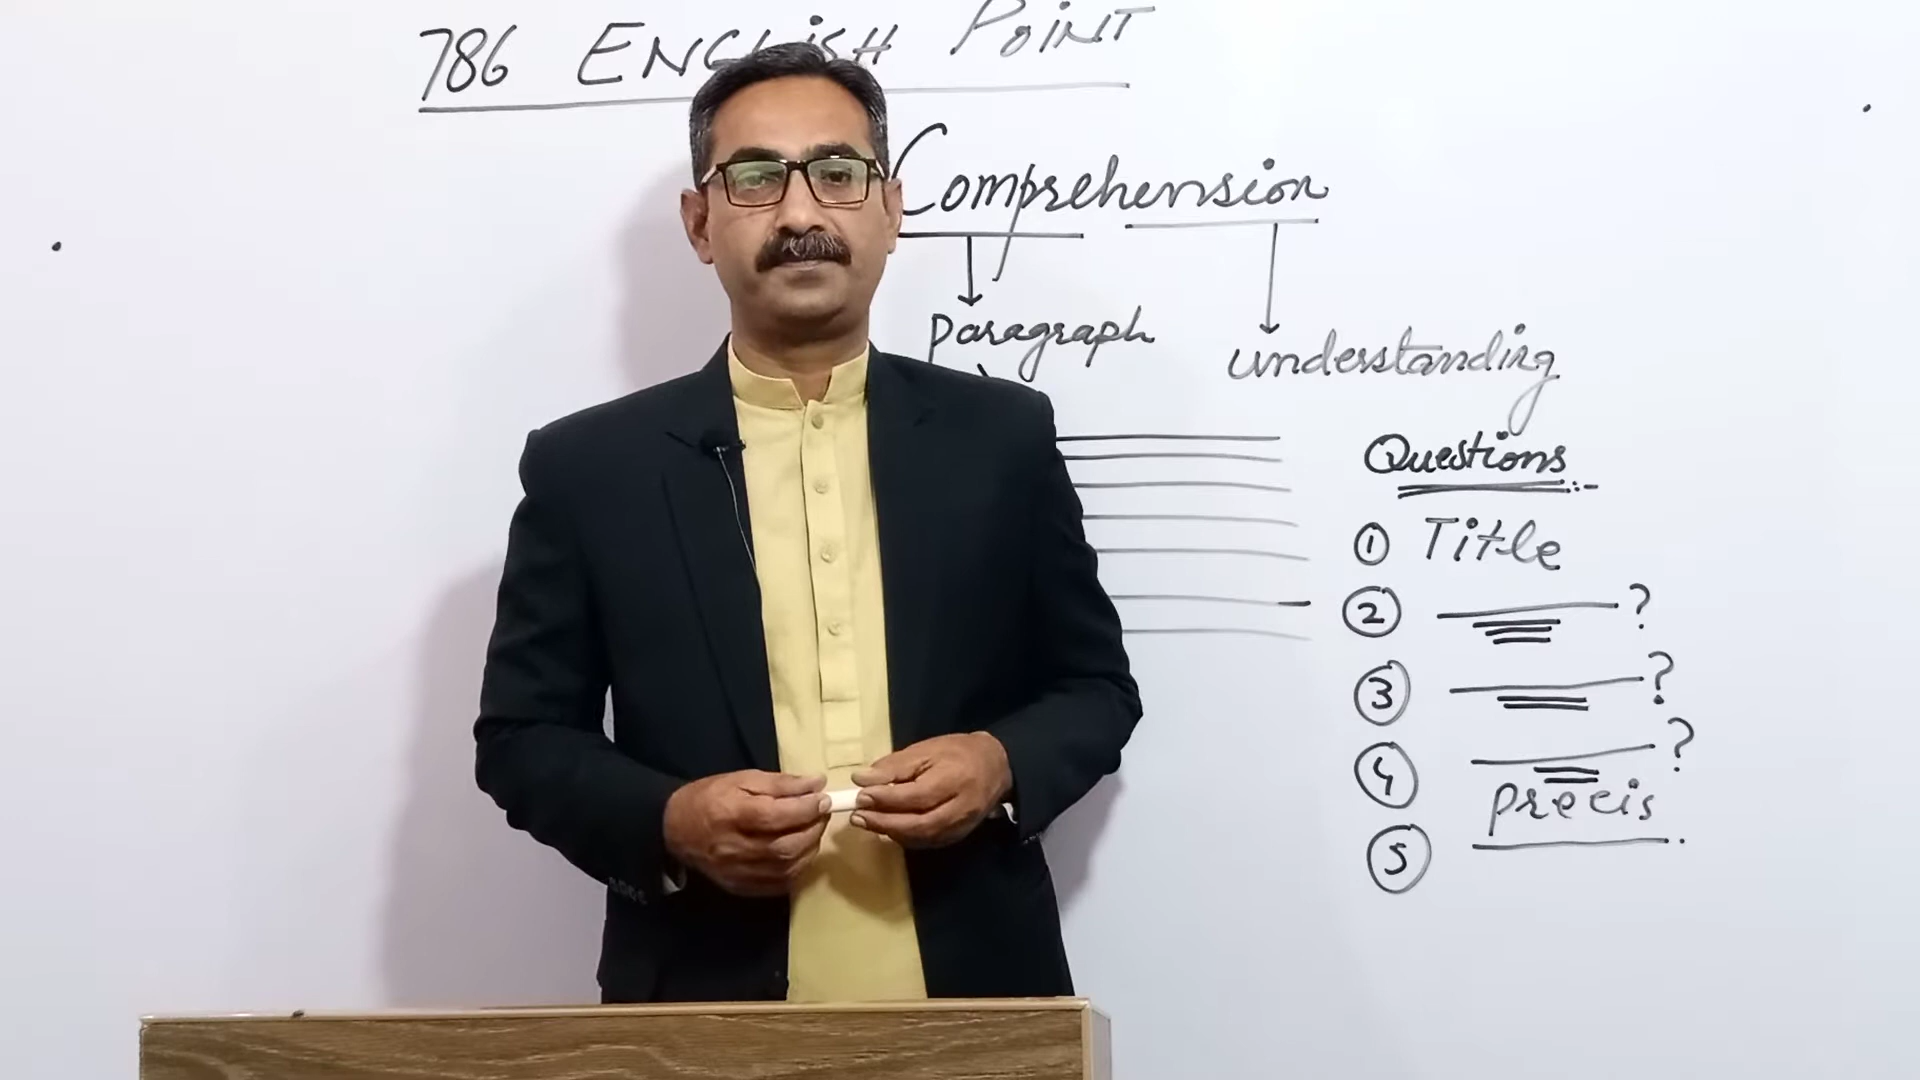 786 ENGLISH POINT
Comprehension
paragraph
understanding
Questions
① Title
② ?
③ ?
④ ?
precis
⑤